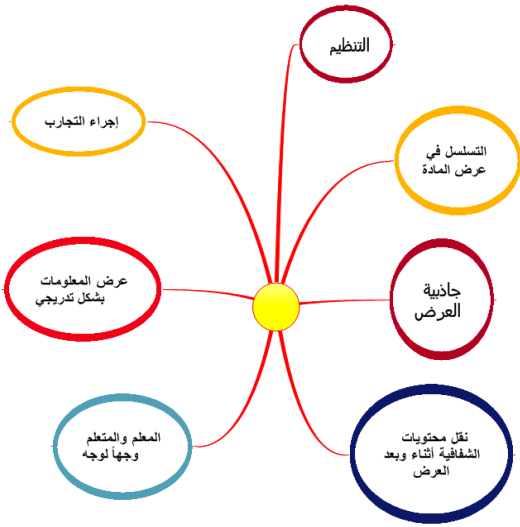 التنظيم
التسلسل في
عرض المادة
جاذبية
العرض
نقل محتويات
الشفافية أثناء وبعد
العرض
المعلم والمتعلم
وجهاً لوجه
عرض المعلومات
بشكل تدريجي
إجراء التجارب